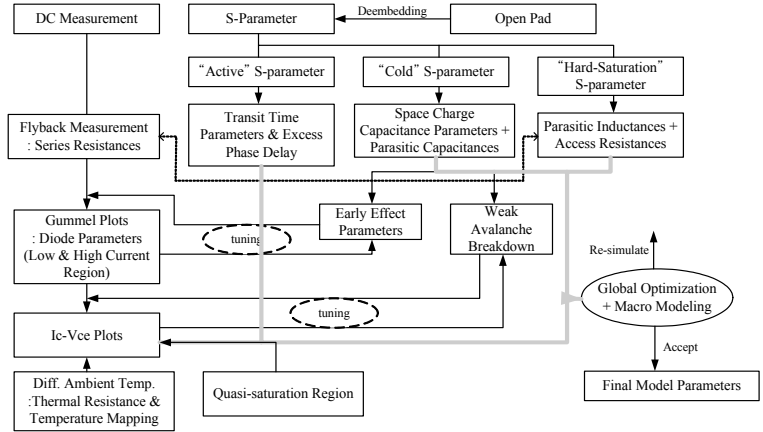 DC Measurement
S-Parameter
Deembedding
Open Pad
“Active” S-parameter
“Cold” S-parameter
“Hard-Saturation”
S-parameter
Flyback Measurement
: Series Resistances
Transit Time
Parameters & Excess
Phase Delay
Space Charge
Capacitance Parameters +
Parasitic Capacitances
Parasitic Inductances +
Access Resistances
Gummel Plots
: Diode Parameters
(Low & High Current
Region)
tuning
Early Effect
Parameters
Weak
Avalanche
Breakdown
Re-simulate
Global Optimization
+ Macro Modeling
tuning
Ic-Vce Plots
Accept
Diff. Ambient Temp.
:Thermal Resistance &
Temperature Mapping
Quasi-saturation Region
Final Model Parameters